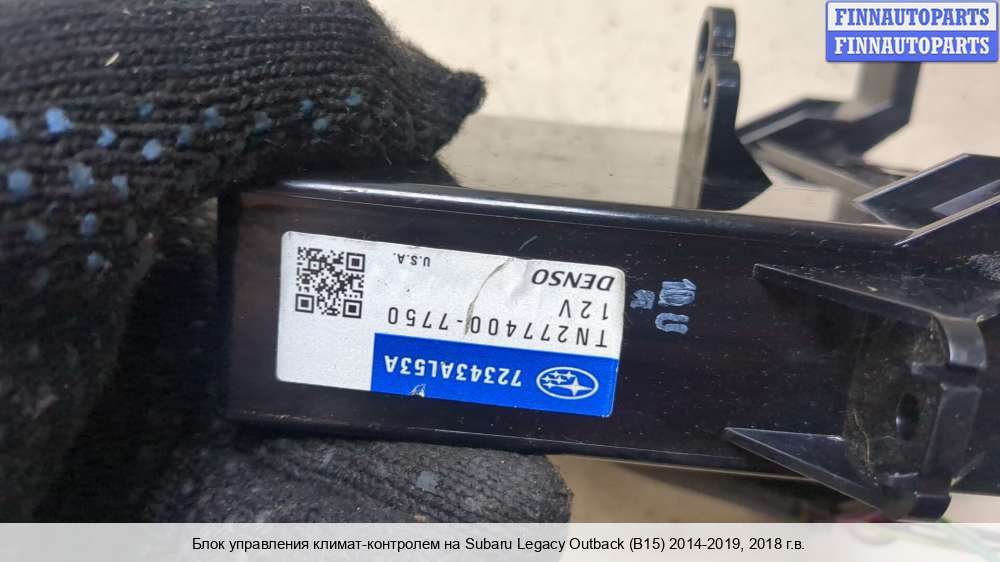 FINNAUTOPARTS
FINNAUTOPARTS
72343AL53A
TN277400-7750
12V
DENSO
U.S.A.
Блок управления климат-контролем на Subaru Legacy Outback (B15) 2014-2019, 2018 г.в.